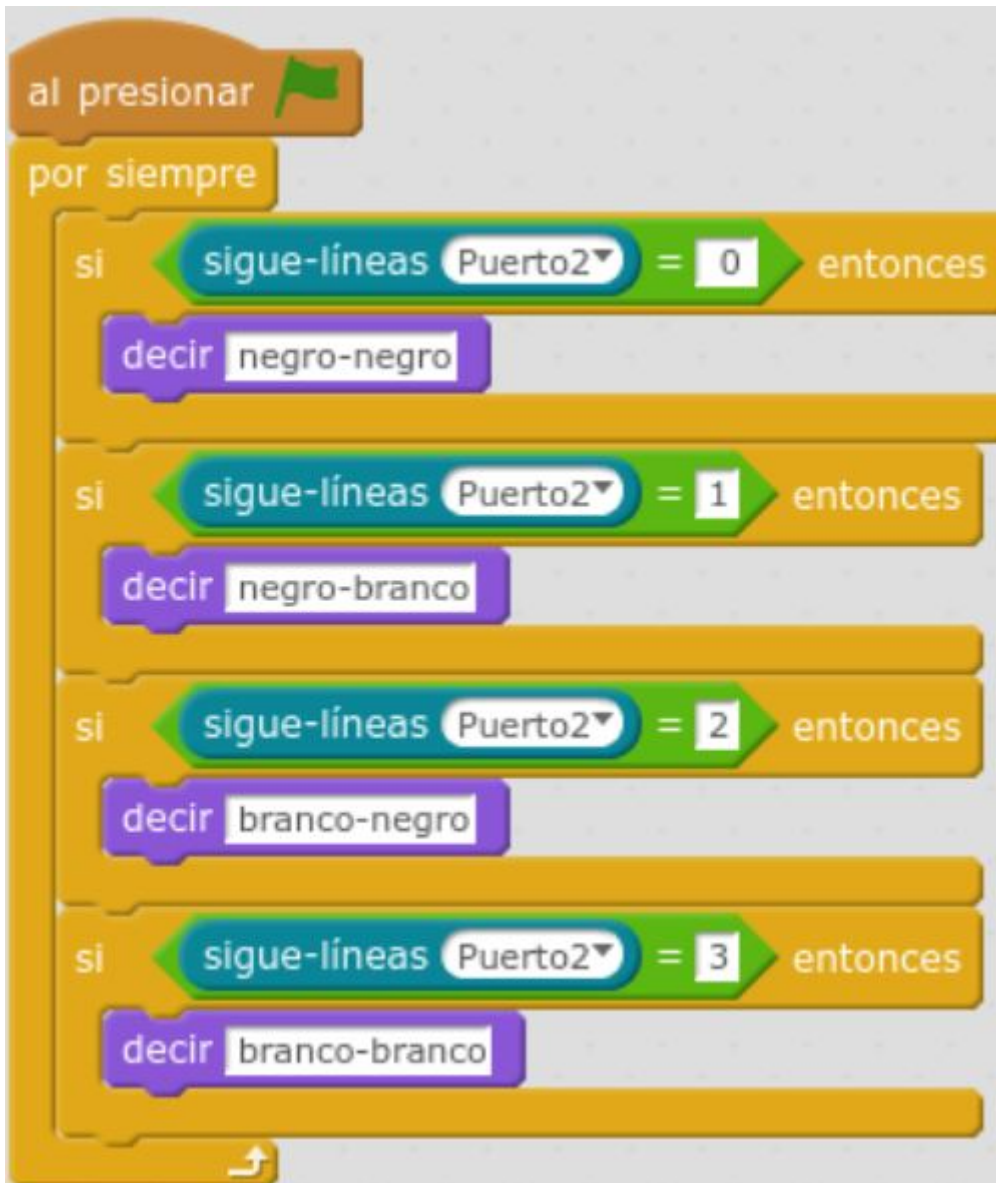 al presionar
por siempre
si sigue-líneas Puerto2 = 0 entonces
decir negro-negro
si sigue-líneas Puerto2 = 1 entonces
decir negro-branco
si sigue-líneas Puerto2 = 2 entonces
decir branco-negro
si sigue-líneas Puerto2 = 3 entonces
decir branco-branco